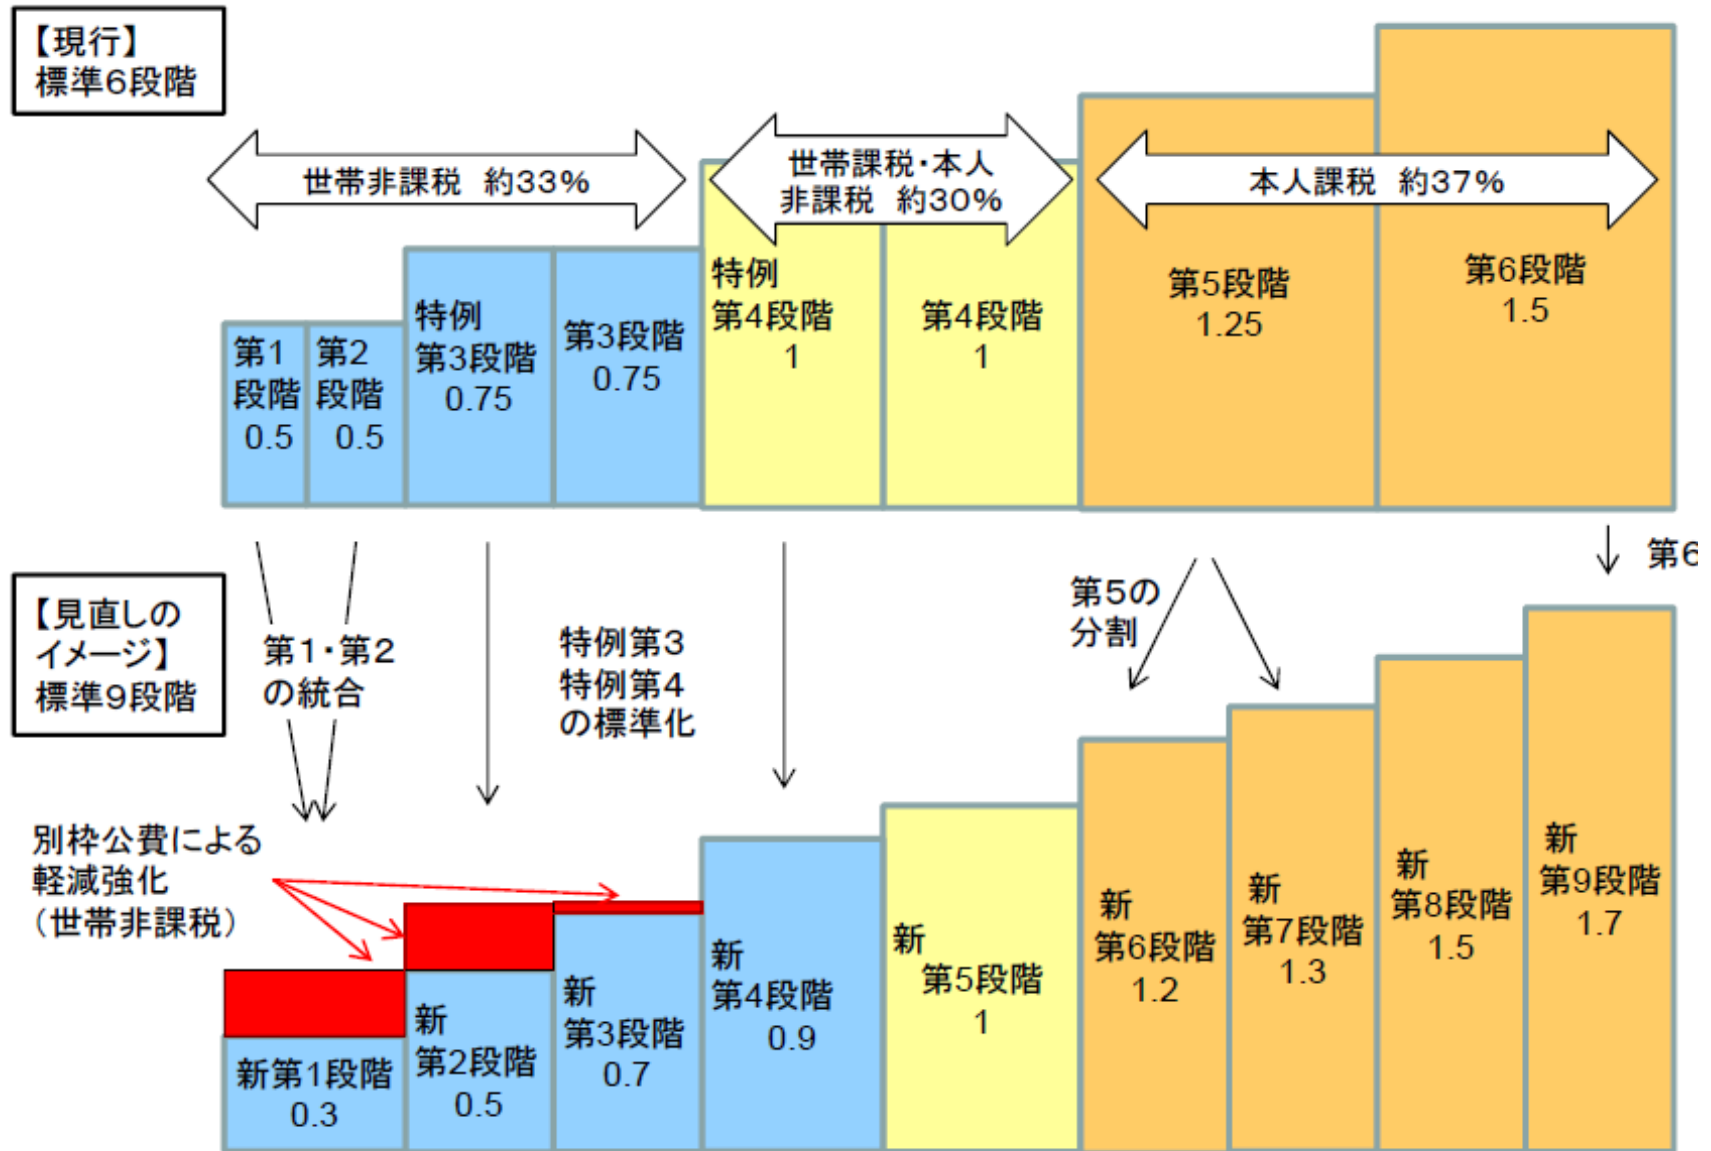 【現行】
標準6段階
世帯非課税 約33%
世帯課税・本人
非課税 約30%
本人課税 約37%
第1
段階
0.5
第2
段階
0.5
特例
第3段階
0.75
第3段階
0.75
特例
第4段階
1
第4段階
1
第5段階
1.25
第6段階
1.5
【見直しの
イメージ】
標準9段階
第1・第2
の統合
特例第3
特例第4
の標準化
第5の
分割
第6
別枠公費による
軽減強化
（世帯非課税）
新第1段階
0.3
新
第2段階
0.5
新
第3段階
0.7
新
第4段階
0.9
新
第5段階
1
新
第6段階
1.2
新
第7段階
1.3
新
第8段階
1.5
新
第9段階
1.7